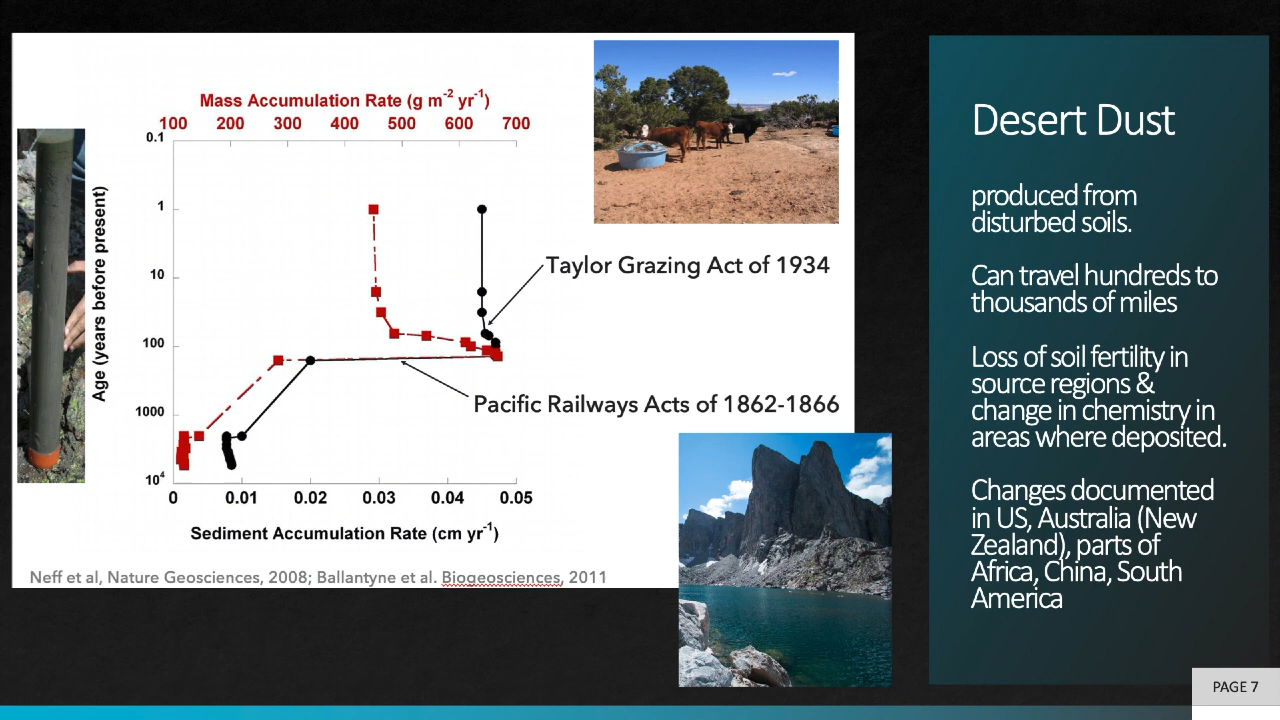 Mass Accumulation Rate (g m⁻² yr⁻¹)
100 200 300 400 500 600 700
0.1
1
10
100
1000
10⁴
Age (years before present)
0 0.01 0.02 0.03 0.04 0.05
Sediment Accumulation Rate (cm yr⁻¹)
Taylor Grazing Act of 1934
Pacific Railways Acts of 1862-1866
Neff et al, Nature Geosciences, 2008; Ballantyne et al. Biogeosciences, 2011
Desert Dust
produced from
disturbed soils.
Can travel hundreds to
thousands of miles
Loss of soil fertility in
source regions &
change in chemistry in
areas where deposited.
Changes documented
in US, Australia (New
Zealand), parts of
Africa, China, South
America
PAGE 7